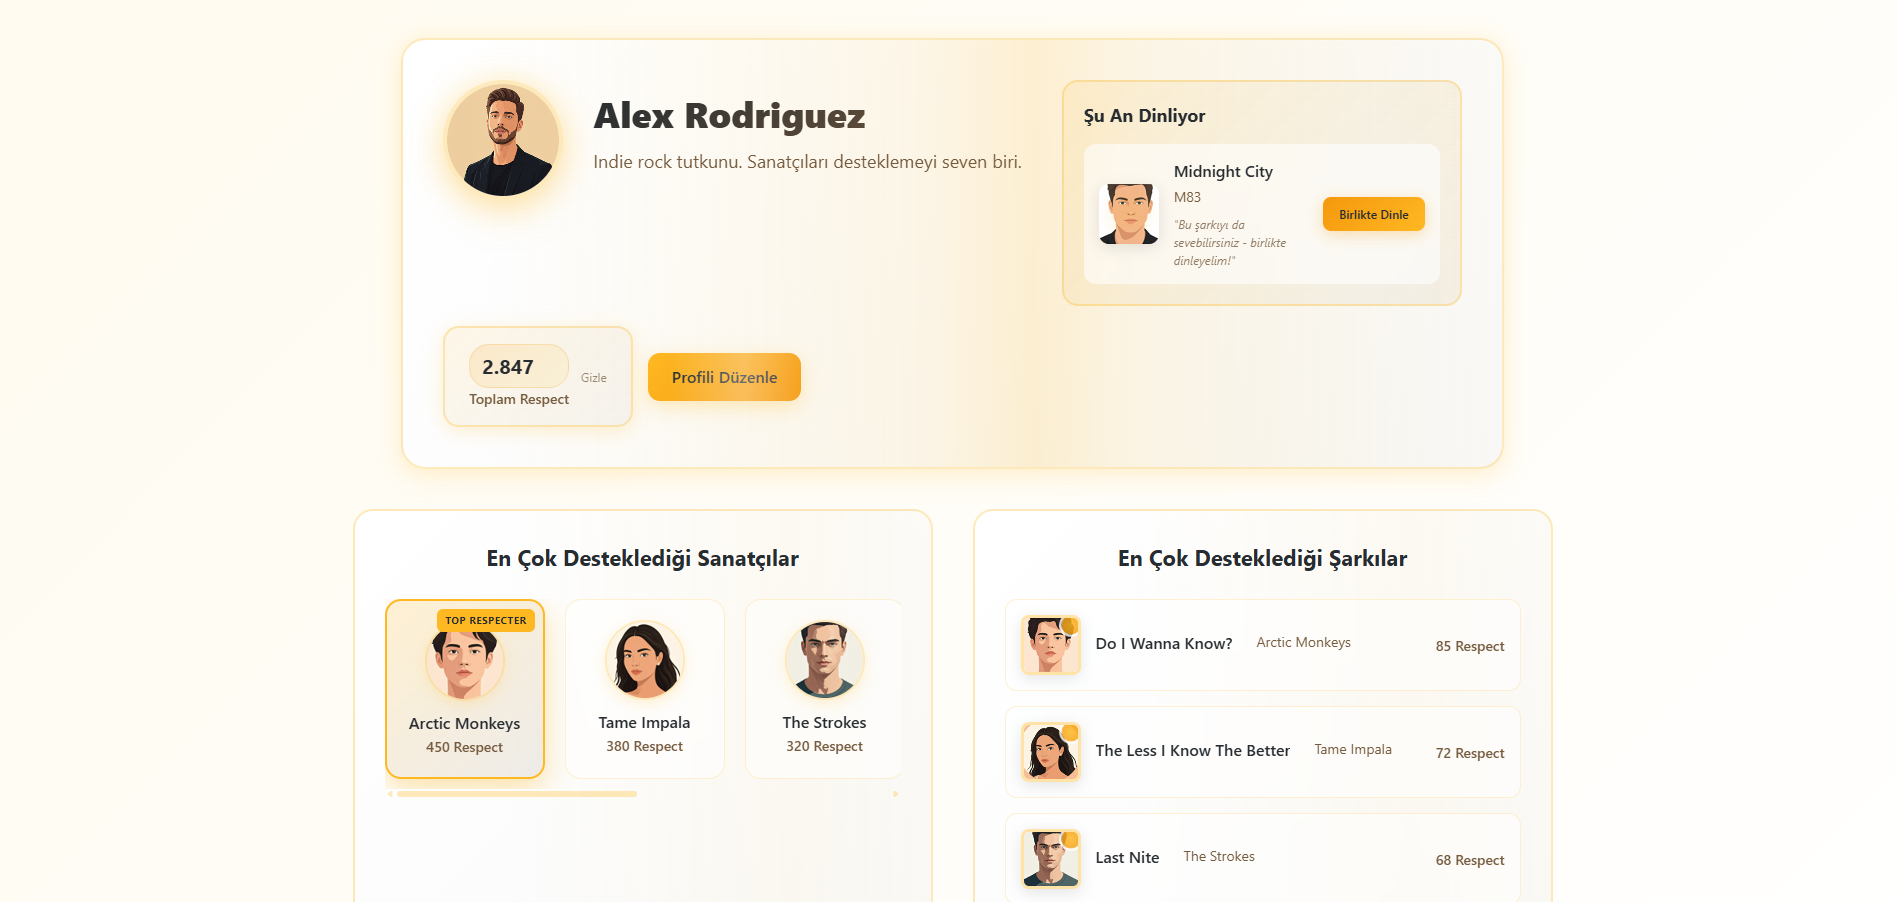 Alex Rodriguez
Indie rock tutkunu. Sanatçıları desteklemeyi seven biri.
Şu An Dinliyor
Midnight City
M83
"Bu şarkıyı da
sevebilirsiniz - birlikte
dinleyelim!"
Birlikte Dinle
2.847
Gizle
Toplam Respect
Profili Düzenle
En Çok Desteklediği Sanatçılar
TOP RESPECTER
Arctic Monkeys
450 Respect
Tame Impala
380 Respect
The Strokes
320 Respect
En Çok Desteklediği Şarkılar
Do I Wanna Know? Arctic Monkeys 85 Respect
The Less I Know The Better Tame Impala 72 Respect
Last Nite The Strokes 68 Respect